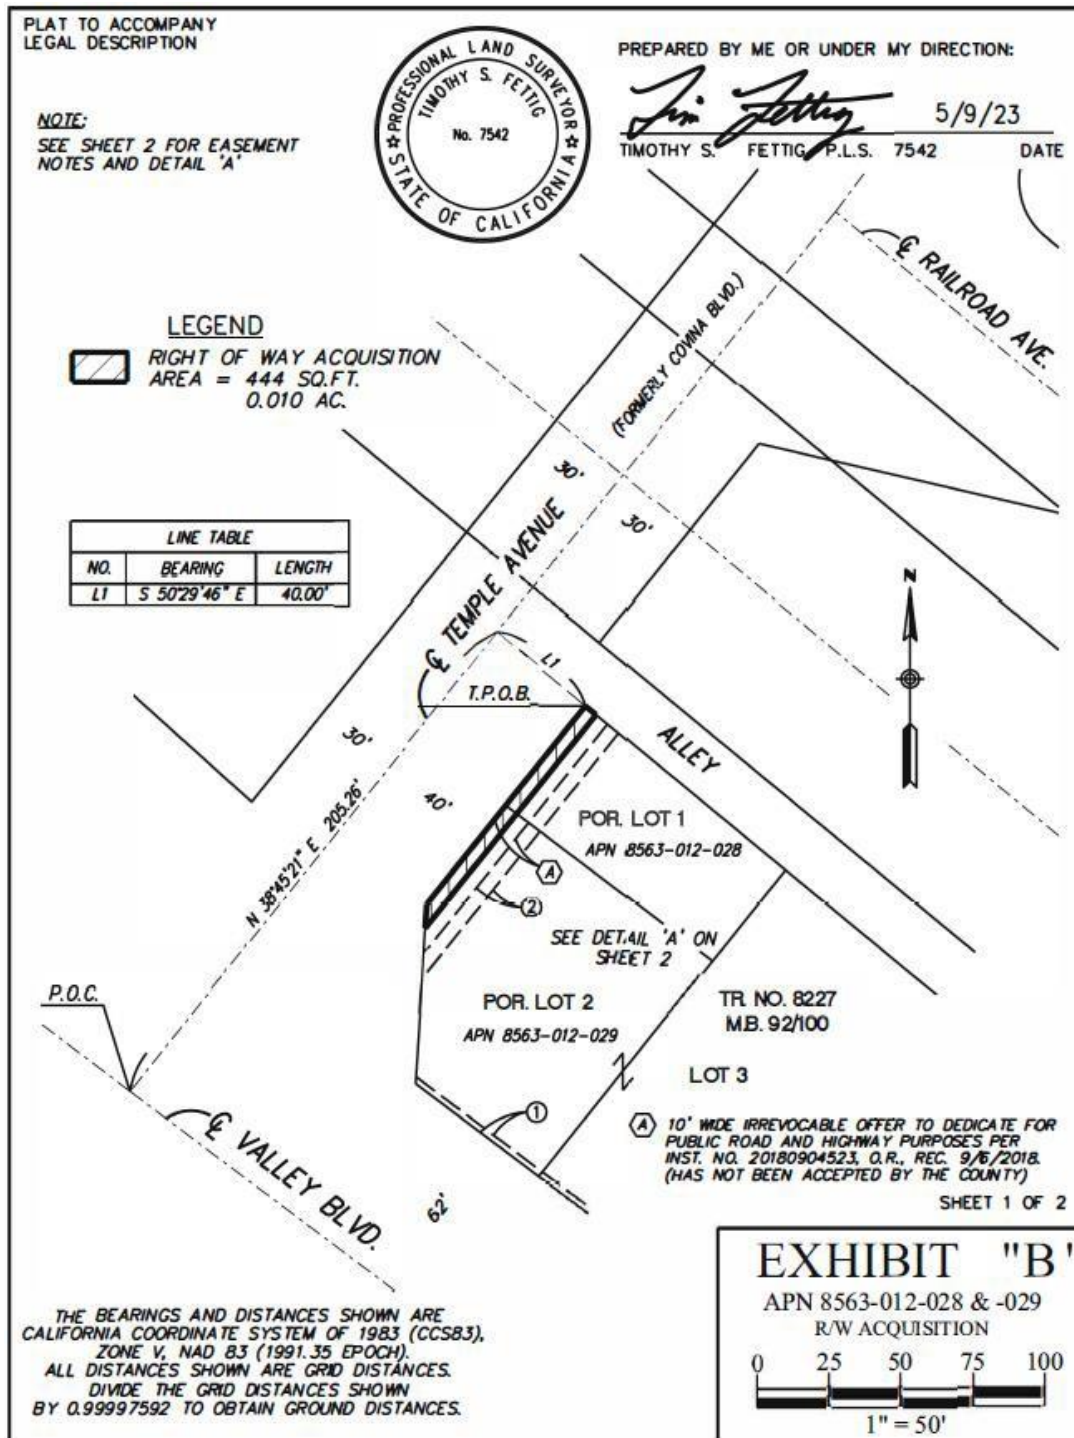 PLAT TO ACCOMPANY
LEGAL DESCRIPTION
NOTE:
SEE SHEET 2 FOR EASEMENT
NOTES AND DETAIL 'A'
PROFESSIONAL LAND SURVEYOR
TIMOTHY S. FETTIG
No. 7542
STATE OF CALIFORNIA
PREPARED BY ME OR UNDER MY DIRECTION:
Tim Fettig
5/9/23
TIMOTHY S. FETTIG P.L.S. 7542 DATE
LEGEND
RIGHT OF WAY ACQUISITION
AREA = 444 SQ.FT.
0.010 AC.
LINE TABLE
NO. BEARING LENGTH
L1 S 50°29'46" E 40.00'
℄ RAILROAD AVE.
(FORMERLY COVINA BLVD.)
30'
30'
℄ TEMPLE AVENUE
N
L1
T.P.O.B.
ALLEY
30'
40'
N 38°45'21" E 205.26'
POR. LOT 1
APN 8563-012-028
A
(2)
SEE DETAIL 'A' ON
SHEET 2
P.O.C.
POR. LOT 2
APN 8563-012-029
TR. NO. 8227
M.B. 92/100
LOT 3
1
℄ VALLEY BLVD.
62'
A 10' WIDE IRREVOCABLE OFFER TO DEDICATE FOR
PUBLIC ROAD AND HIGHWAY PURPOSES PER
INST. NO. 20180904523, O.R., REC. 9/6/2018.
(HAS NOT BEEN ACCEPTED BY THE COUNTY)
SHEET 1 OF 2
THE BEARINGS AND DISTANCES SHOWN ARE
CALIFORNIA COORDINATE SYSTEM OF 1983 (CCS83),
ZONE V, NAD 83 (1991.35 EPOCH).
ALL DISTANCES SHOWN ARE GRID DISTANCES.
DIVIDE THE GRID DISTANCES SHOWN
BY 0.99997592 TO OBTAIN GROUND DISTANCES.
EXHIBIT "B"
APN 8563-012-028 & -029
R/W ACQUISITION
0 25 50 75 100
1" = 50'